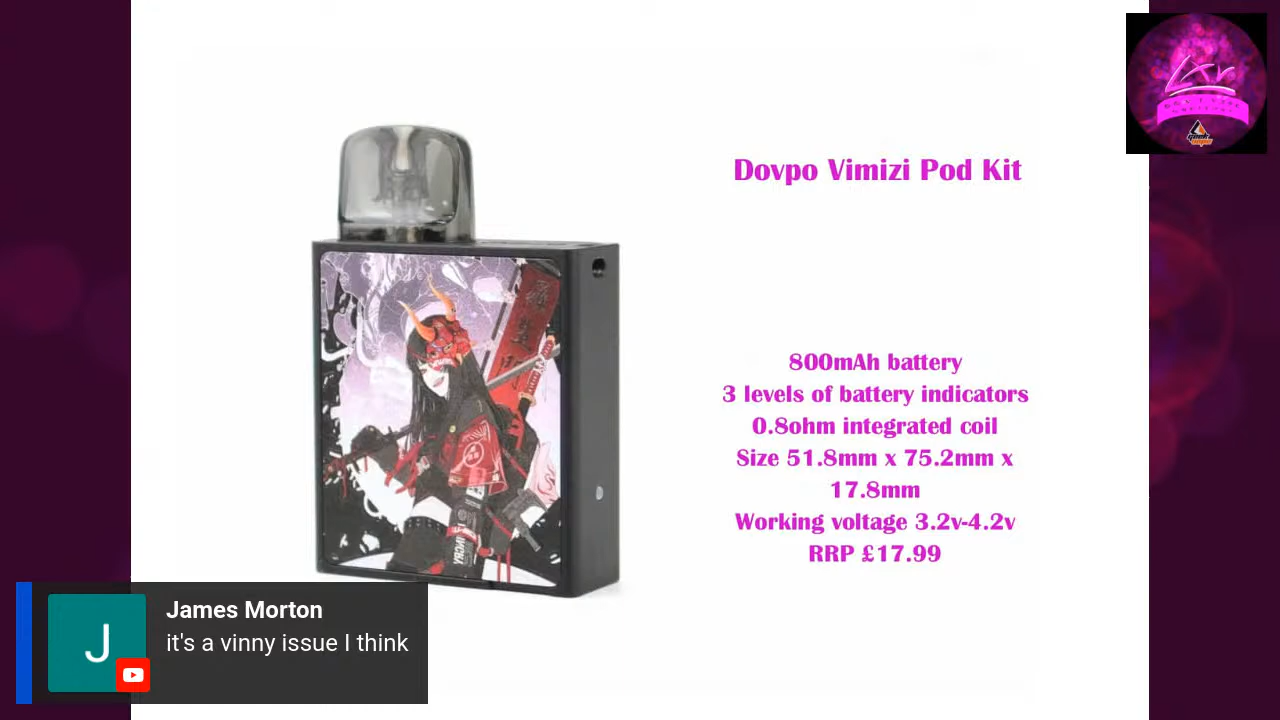 Dovpo Vimizi Pod Kit
800mAh battery
3 levels of battery indicators
0.8ohm integrated coil
Size 51.8mm x 75.2mm x
17.8mm
Working voltage 3.2v-4.2v
RRP £17.99
J
James Morton
it's a vinny issue I think